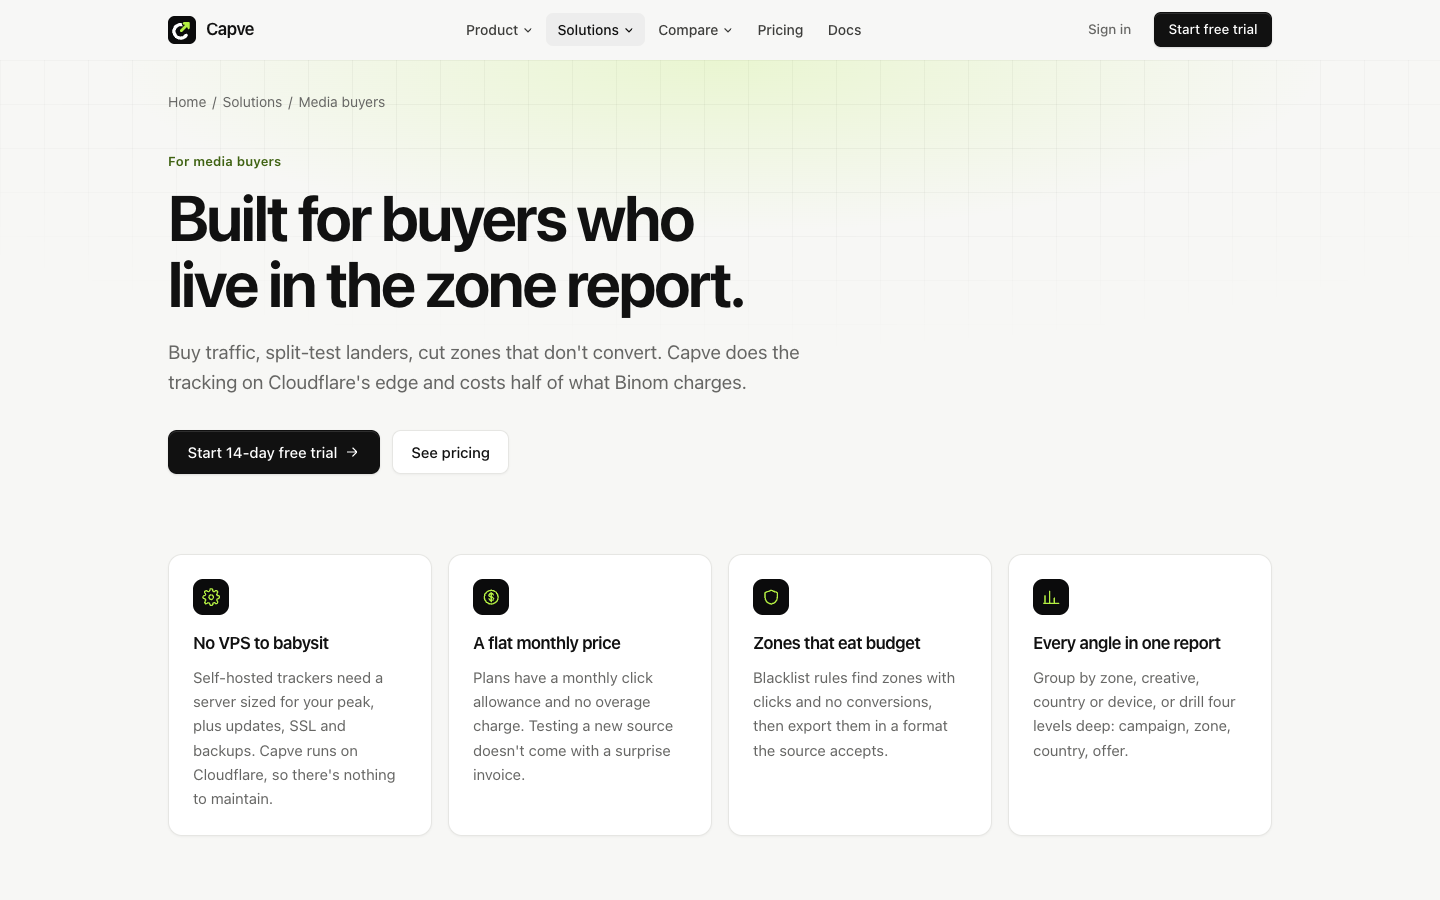 Capve
Product
Solutions
Compare
Pricing
Docs
Sign in
Start free trial
Home / Solutions / Media buyers
For media buyers
Built for buyers who
live in the zone report.
Buy traffic, split-test landers, cut zones that don't convert. Capve does the
tracking on Cloudflare's edge and costs half of what Binom charges.
Start 14-day free trial →
See pricing
No VPS to babysit
Self-hosted trackers need a
server sized for your peak,
plus updates, SSL and
backups. Capve runs on
Cloudflare, so there's nothing
to maintain.
A flat monthly price
Plans have a monthly click
allowance and no overage
charge. Testing a new source
doesn't come with a surprise
invoice.
Zones that eat budget
Blacklist rules find zones with
clicks and no conversions,
then export them in a format
the source accepts.
Every angle in one report
Group by zone, creative,
country or device, or drill four
levels deep: campaign, zone,
country, offer.